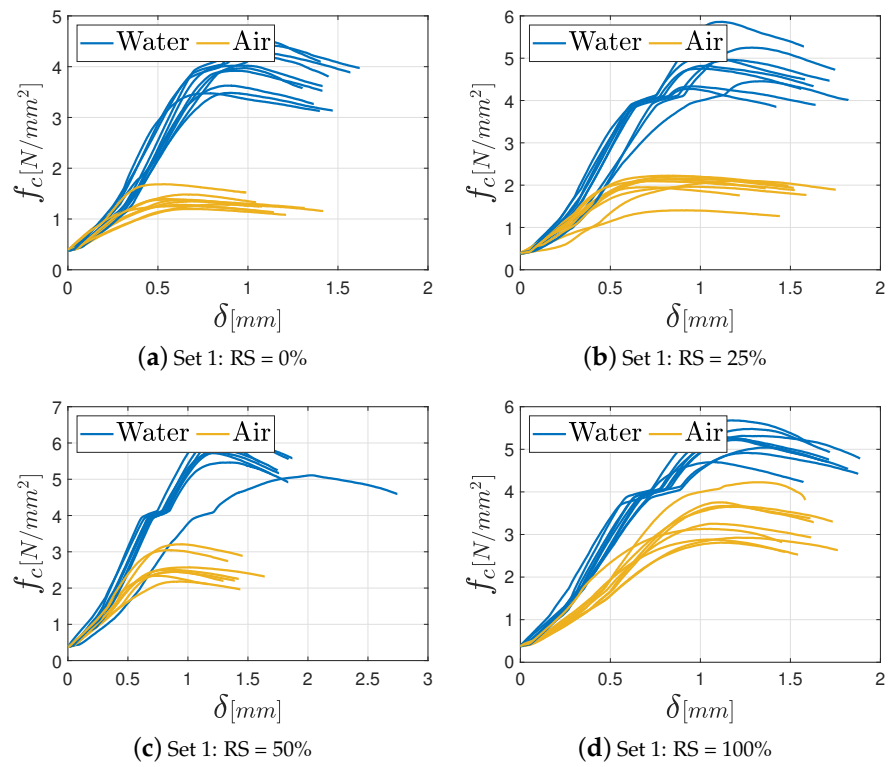 5
4
3
2
1
0
0 0.5 1 1.5 2
f_c[N/mm^2]
δ[mm]
Water Air
(a) Set 1: RS = 0%
6
5
4
3
2
1
0
0 0.5 1 1.5 2
f_c[N/mm^2]
δ[mm]
Water Air
(b) Set 1: RS = 25%
7
6
5
4
3
2
1
0
0 0.5 1 1.5 2 2.5 3
f_c[N/mm^2]
δ[mm]
Water Air
(c) Set 1: RS = 50%
6
5
4
3
2
1
0
0 0.5 1 1.5 2
f_c[N/mm^2]
δ[mm]
Water Air
(d) Set 1: RS = 100%